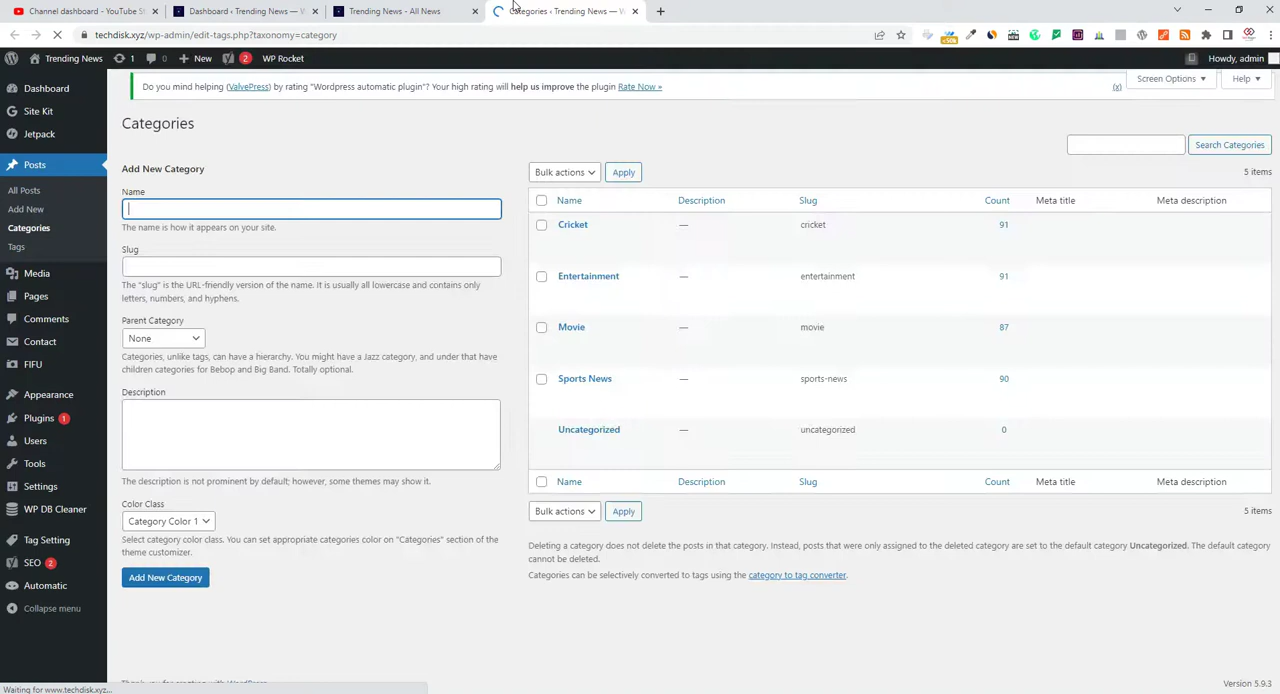 Channel dashboard - YouTube St
Dashboard ‹ Trending News — W
Trending News - All News
Categories ‹ Trending News — W
techdisk.xyz/wp-admin/edit-tags.php?taxonomy=category
Trending News
1
0
New
2
WP Rocket
Howdy, admin
Dashboard
Site Kit
Jetpack
Posts
All Posts
Add New
Categories
Tags
Media
Pages
Comments
Contact
FIFU
Appearance
Plugins 1
Users
Tools
Settings
WP DB Cleaner
Tag Setting
SEO 2
Automatic
Collapse menu
Do you mind helping (ValvePress) by rating "Wordpress automatic plugin"? Your high rating will help us improve the plugin Rate Now »
(x)
Screen Options
Help
Categories
Search Categories
Add New Category
Name
The name is how it appears on your site.
Slug
The "slug" is the URL-friendly version of the name. It is usually all lowercase and contains only
letters, numbers, and hyphens.
Parent Category
None
Categories, unlike tags, can have a hierarchy. You might have a Jazz category, and under that have
children categories for Bebop and Big Band. Totally optional.
Description
The description is not prominent by default; however, some themes may show it.
Color Class
Category Color 1
Select category color class. You can set appropriate categories color on "Categories" section of the
theme customizer.
Add New Category
Bulk actions
Apply
5 items
Name Description Slug Count Meta title Meta description
Cricket — cricket 91
Entertainment — entertainment 91
Movie — movie 87
Sports News — sports-news 90
Uncategorized — uncategorized 0
Name Description Slug Count Meta title Meta description
Bulk actions
Apply
5 items
Deleting a category does not delete the posts in that category. Instead, posts that were only assigned to the deleted category are set to the default category Uncategorized. The default category
cannot be deleted.
Categories can be selectively converted to tags using the category to tag converter.
Thank you for creating with WordPress.
Version 5.9.3
Waiting for www.techdisk.xyz...